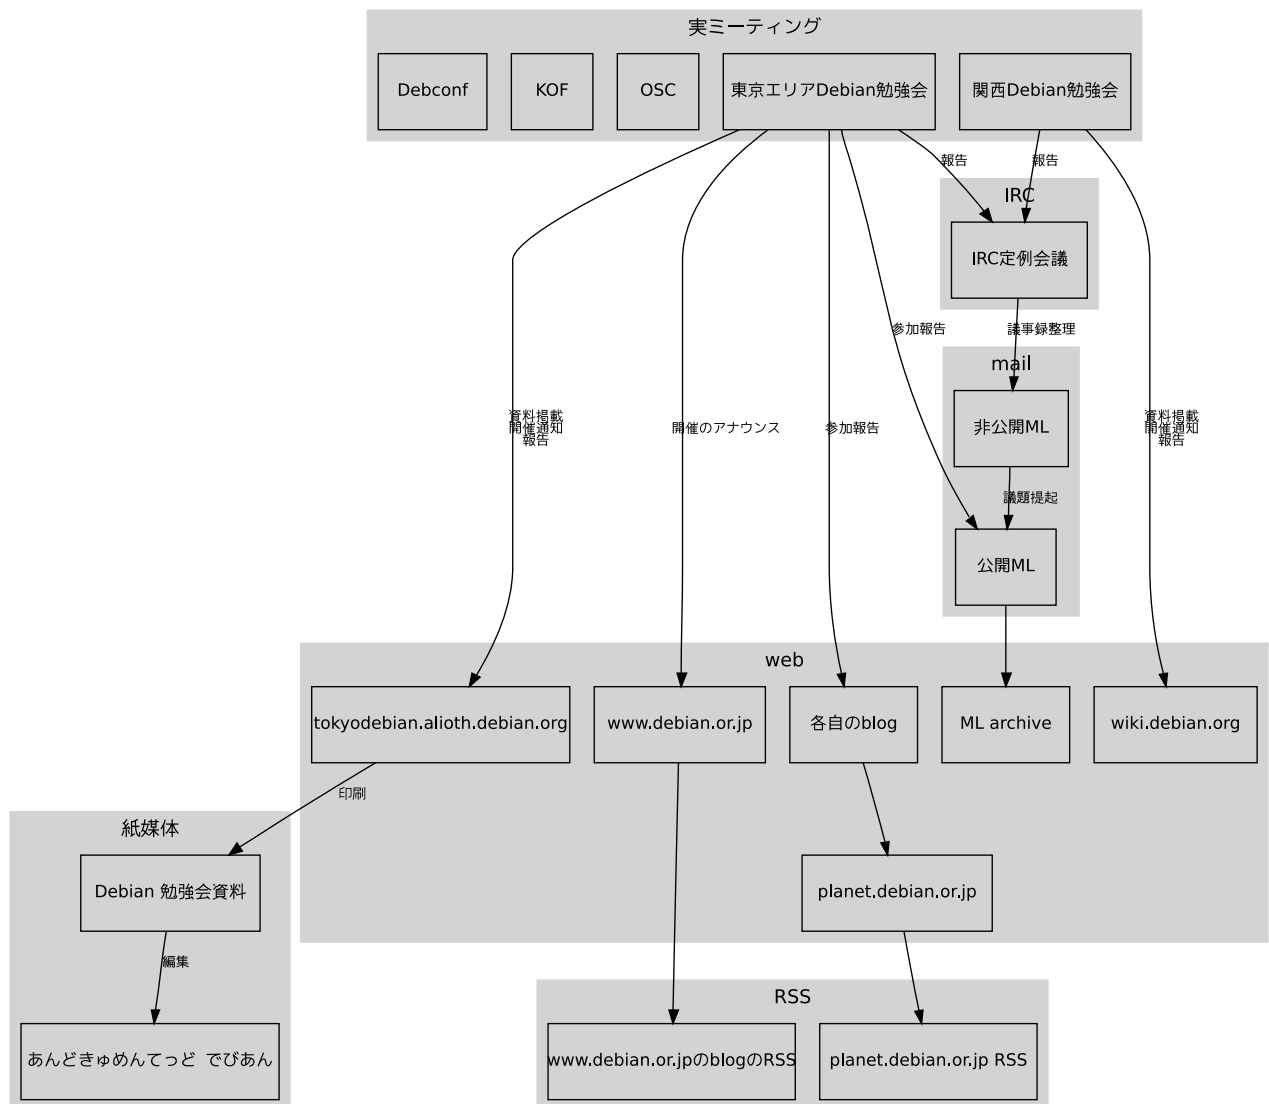 実ミーティング
Debconf
KOF
OSC
東京エリアDebian勉強会
関西Debian勉強会
報告
報告
IRC
IRC定例会議
参加報告
議事録整理
mail
資料掲載
開催通知
報告
開催のアナウンス
参加報告
非公開ML
資料掲載
開催通知
報告
議題提起
公開ML
web
tokyodebian.alioth.debian.org
www.debian.or.jp
各自のblog
ML archive
wiki.debian.org
印刷
紙媒体
Debian 勉強会資料
planet.debian.or.jp
編集
RSS
あんどきゅめんてっど でびあん
www.debian.or.jpのblogのRSS
planet.debian.or.jp RSS